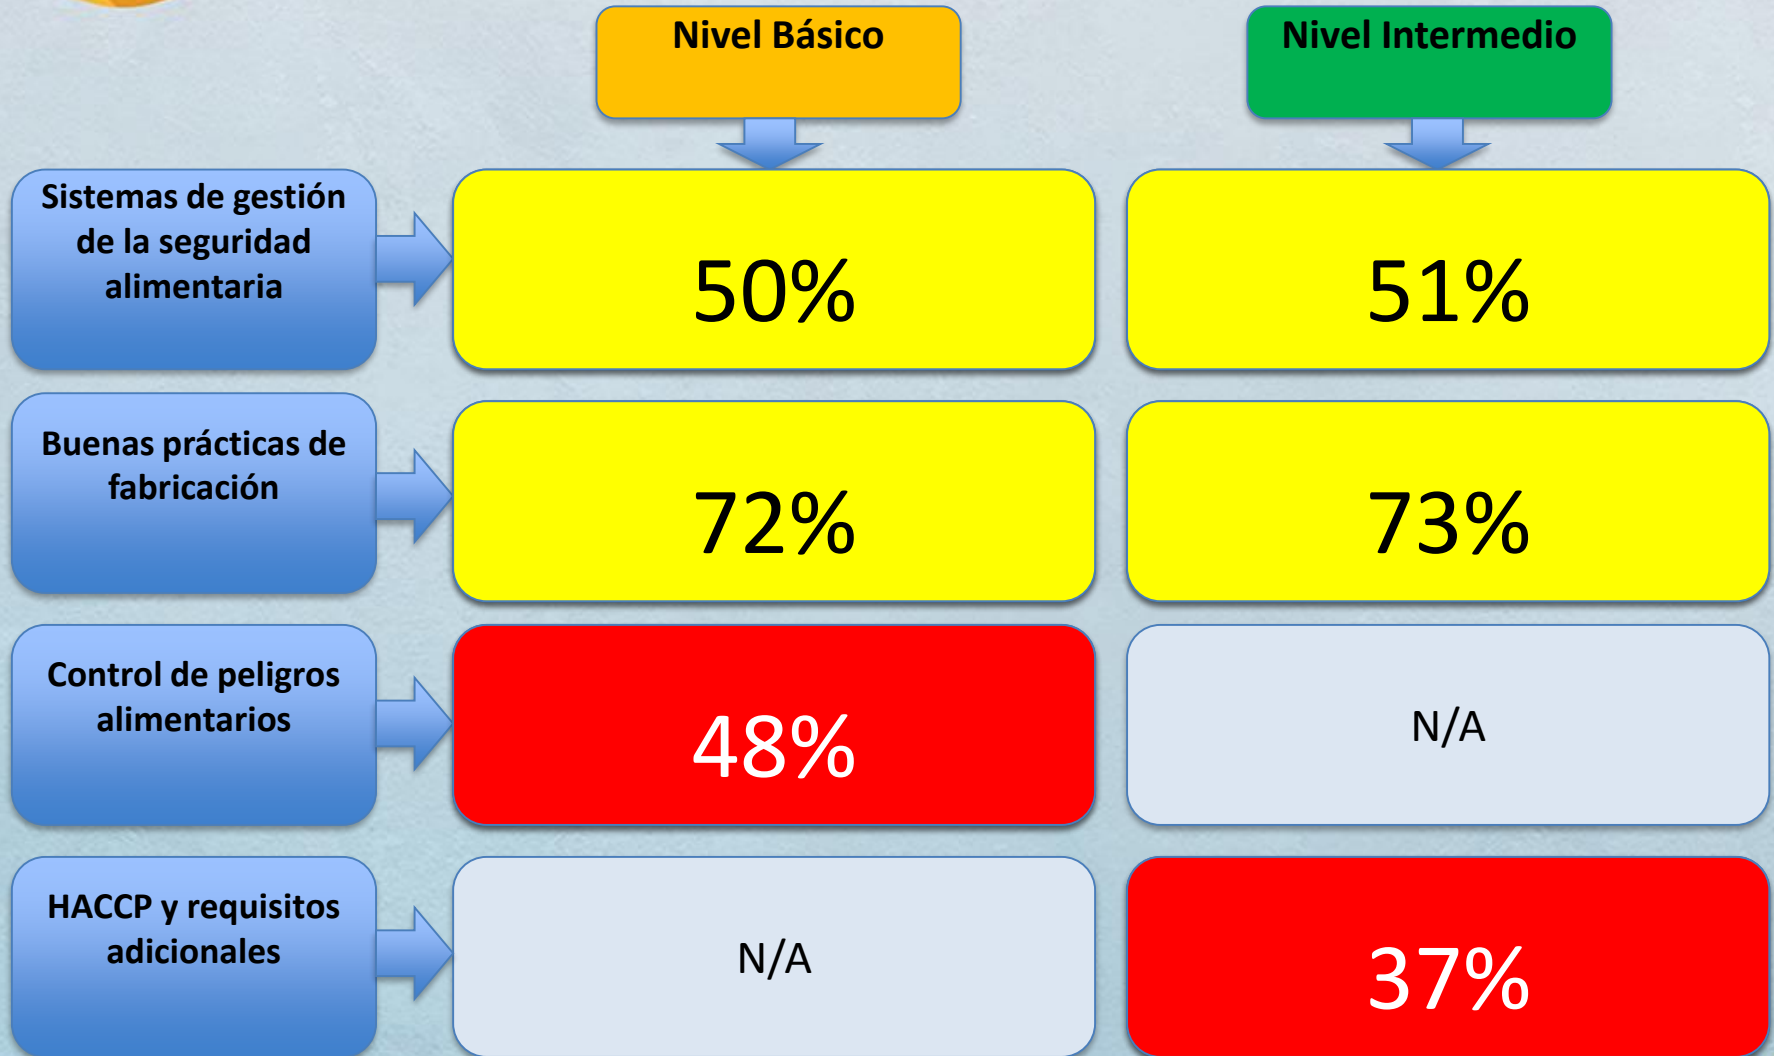 Nivel Básico
Nivel Intermedio
Sistemas de gestión
de la seguridad
alimentaria
50%
51%
Buenas prácticas de
fabricación
72%
73%
Control de peligros
alimentarios
48%
N/A
HACCP y requisitos
adicionales
N/A
37%